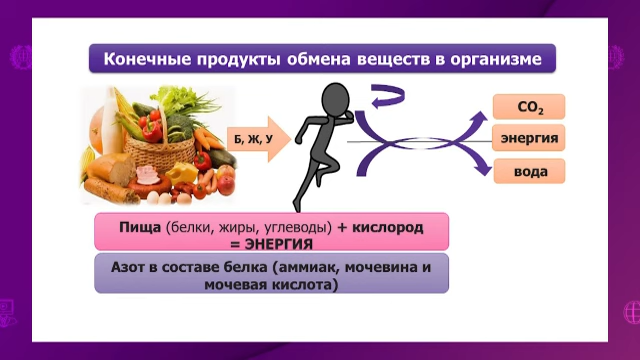 Конечные продукты обмена веществ в организме
Б, Ж, У
CO₂
энергия
вода
Пища (белки, жиры, углеводы) + кислород
= ЭНЕРГИЯ
Азот в составе белка (аммиак, мочевина и
мочевая кислота)